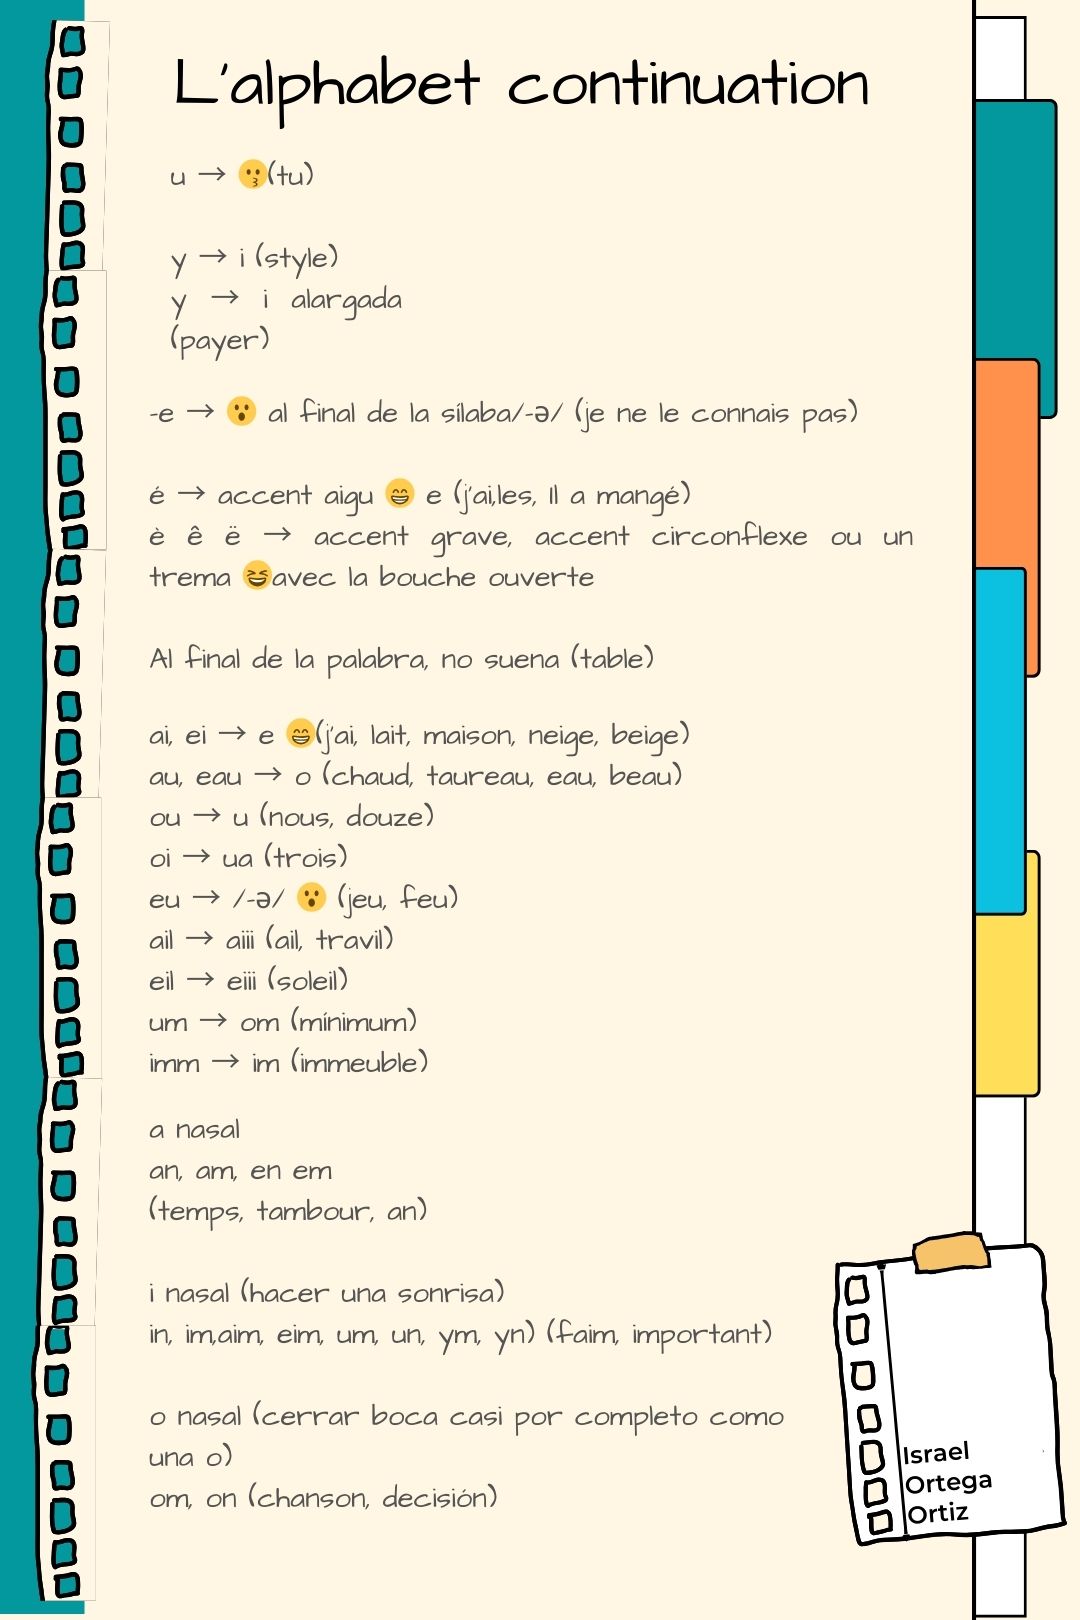 L'alphabet continuation
u → 😗(tu)
y → i (style)
y → i alargada
(payer)
-e → 😮 al final de la sílaba/-ə/ (je ne le connais pas)
é → accent aigu 😁 e (j'ai,les, Il a mangé)
è ê ë → accent grave, accent circonflexe ou un
trema 😆avec la bouche ouverte
Al final de la palabra, no suena (table)
ai, ei → e 😁(j'ai, lait, maison, neige, beige)
au, eau → o (chaud, taureau, eau, beau)
ou → u (nous, douze)
oi → ua (trois)
eu → /-ə/ 😮 (jeu, feu)
ail → aiii (ail, travil)
eil → eiii (soleil)
um → om (mínimum)
imm → im (immeuble)
a nasal
an, am, en em
(temps, tambour, an)
i nasal (hacer una sonrisa)
in, im,aim, eim, um, un, ym, yn) (faim, important)
o nasal (cerrar boca casi por completo como
una o)
om, on (chanson, decisión)
Israel
Ortega
Ortiz